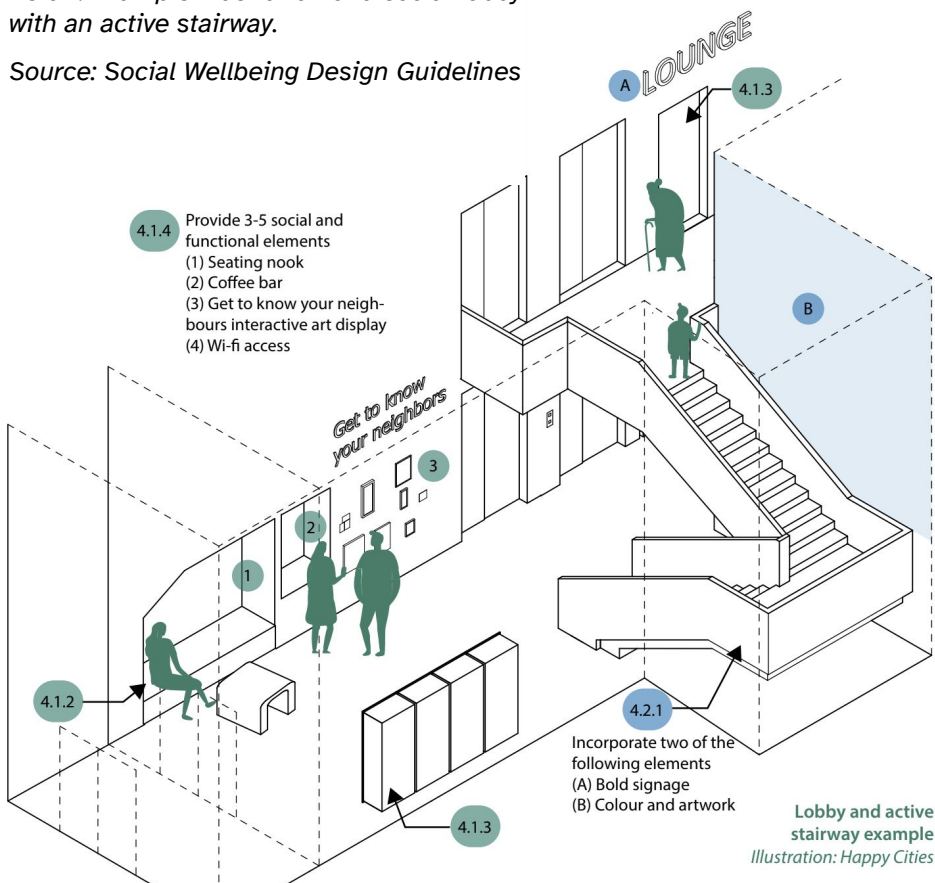 with an active stairway.
Source: Social Wellbeing Design Guidelines
LOUNGE
A
4.1.3
4.1.4
Provide 3-5 social and
functional elements
(1) Seating nook
(2) Coffee bar
(3) Get to know your neigh-
bours interactive art display
(4) Wi-fi access
B
Get to know
your neighbors
3
2
1
4.1.2
4.2.1
Incorporate two of the
following elements
(A) Bold signage
(B) Colour and artwork
4.1.3
Lobby and active
stairway example
Illustration: Happy Cities